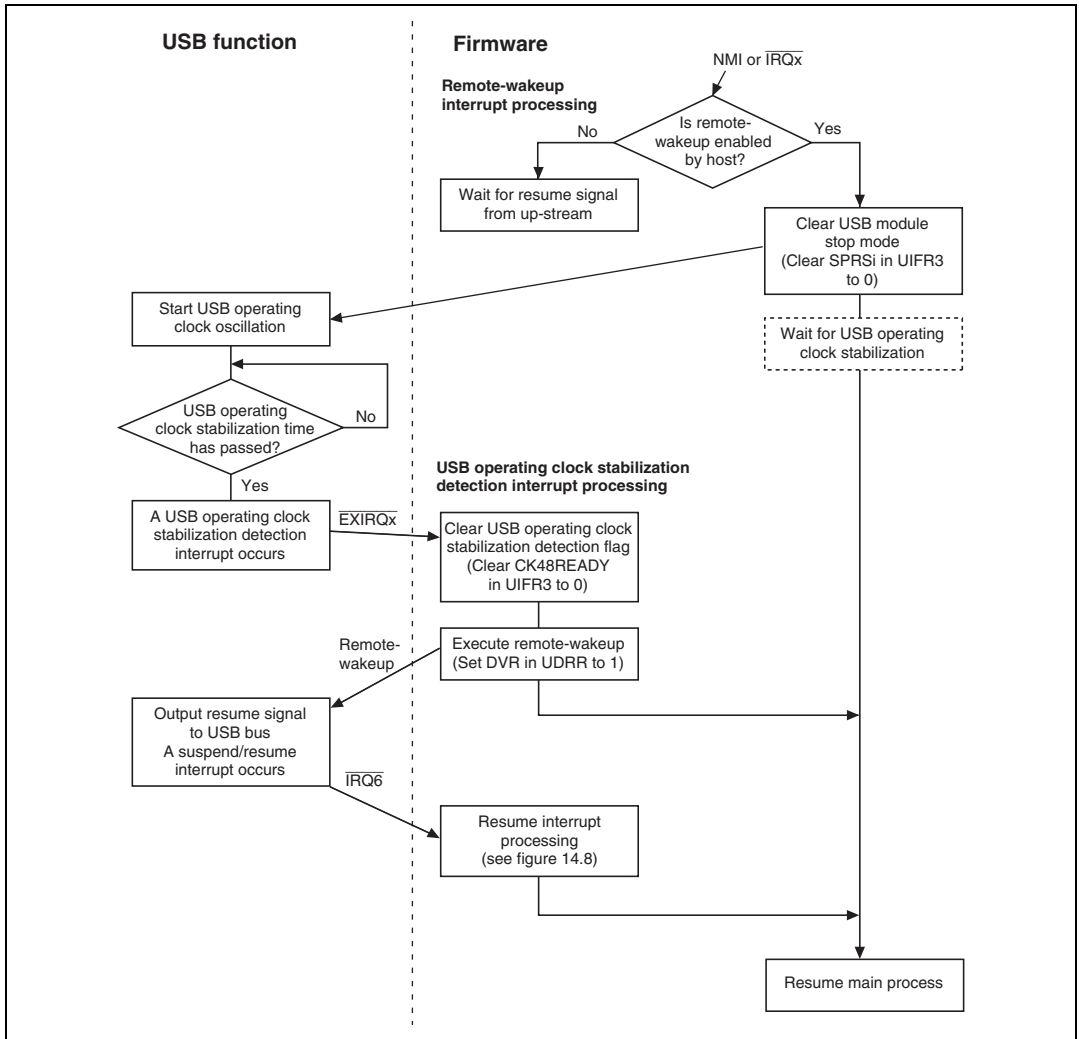 USB function
Firmware
NMI or IRQx
Remote-wakeup
interrupt processing
Is remote-
wakeup enabled
by host?
No
Yes
Wait for resume signal
from up-stream
Clear USB module
stop mode
(Clear SPRSi in UIFR3
to 0)
Start USB operating
clock oscillation
Wait for USB operating
clock stabilization
USB operating
clock stabilization time
has passed?
No
Yes
USB operating clock stabilization
detection interrupt processing
A USB operating clock
stabilization detection
interrupt occurs
EXIRQx
Clear USB operating clock
stabilization detection flag
(Clear CK48READY
in UIFR3 to 0)
Remote-
wakeup
Execute remote-wakeup
(Set DVR in UDRR to 1)
Output resume signal
to USB bus
A suspend/resume
interrupt occurs
IRQ6
Resume interrupt
processing
(see figure 14.8)
Resume main process